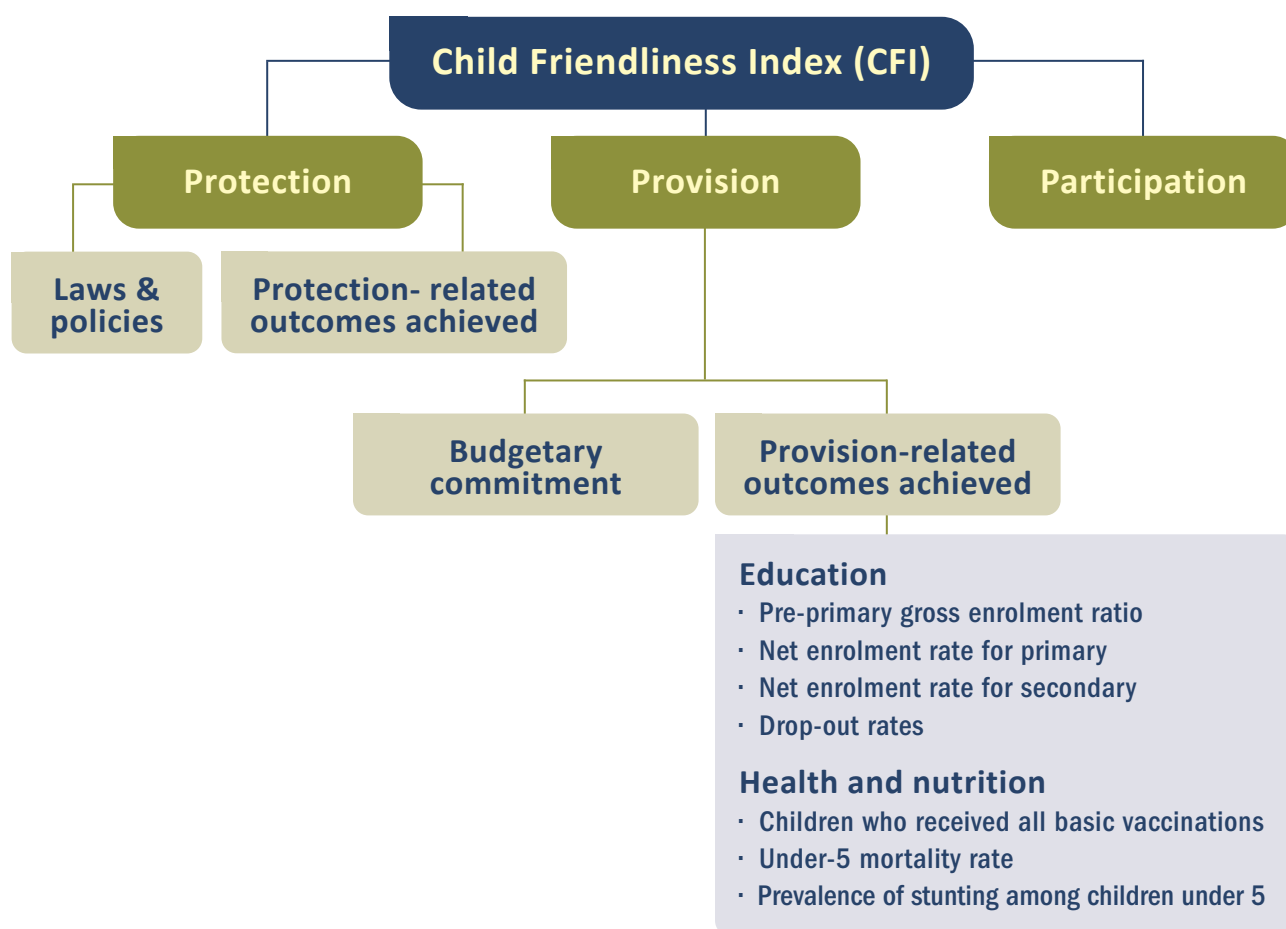 Child Friendliness Index (CFI)
Protection
Provision
Participation
Laws &
policies
Protection- related
outcomes achieved
Budgetary
commitment
Provision-related
outcomes achieved
Education
· Pre-primary gross enrolment ratio
· Net enrolment rate for primary
· Net enrolment rate for secondary
· Drop-out rates
Health and nutrition
· Children who received all basic vaccinations
· Under-5 mortality rate
· Prevalence of stunting among children under 5